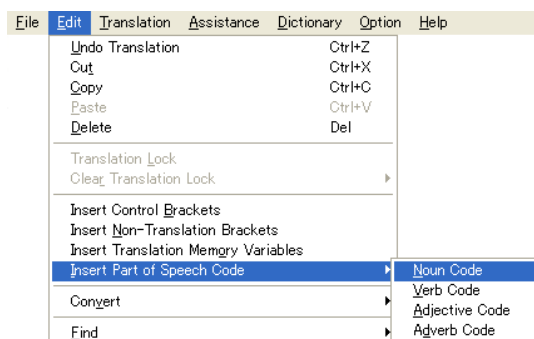 File Edit Translation Assistance Dictionary Option Help
Undo Translation Ctrl+Z
Cut Ctrl+X
Copy Ctrl+C
Paste Ctrl+V
Delete Del
Translation Lock
Clear Translation Lock
Insert Control Brackets
Insert Non-Translation Brackets
Insert Translation Memory Variables
Insert Part of Speech Code Noun Code
Verb Code
Convert
Adjective Code
Find Adverb Code